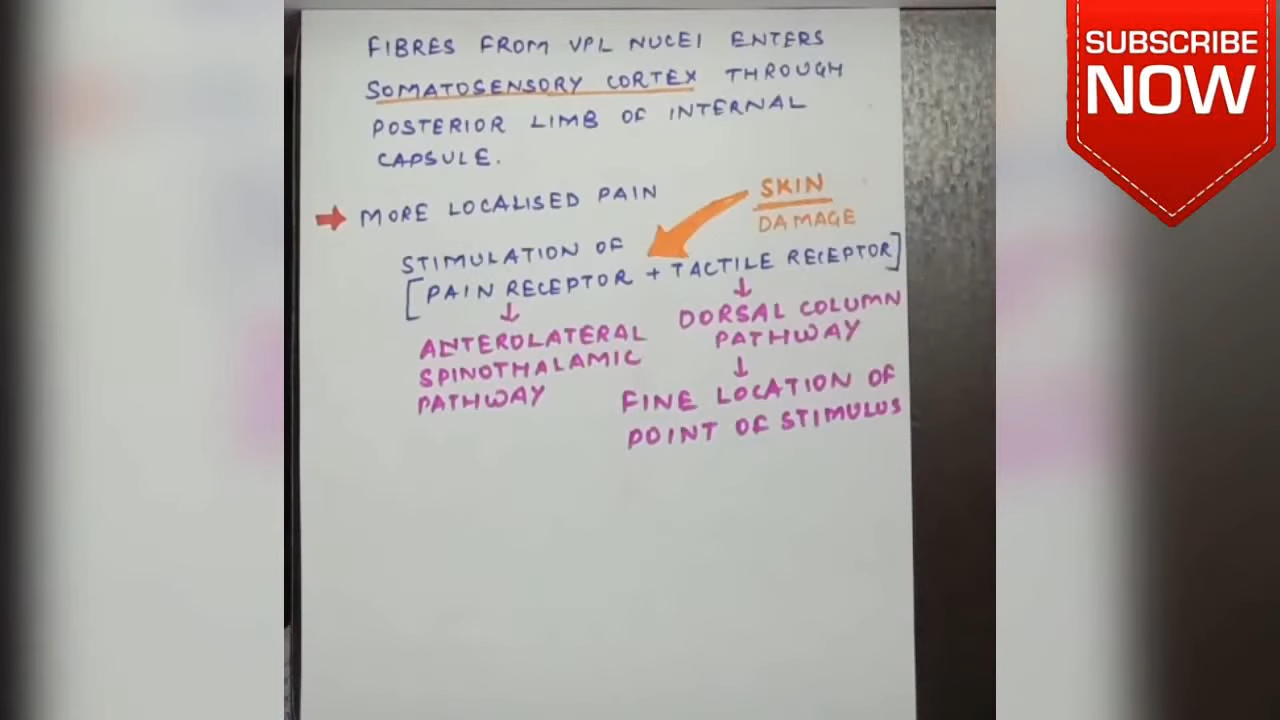 FIBRES FROM VPL NUCEI ENTERS
SOMATOSENSORY CORTEX THROUGH
POSTERIOR LIMB OF INTERNAL
CAPSULE.
MORE LOCALISED PAIN
SKIN
DAMAGE
STIMULATION OF
[PAIN RECEPTOR + TACTILE RECEPTOR]
ANTEROLATERAL
SPINOTHALAMIC
PATHWAY
DORSAL COLUMN
PATHWAY
FINE LOCATION OF
POINT OF STIMULUS
SUBSCRIBE
NOW